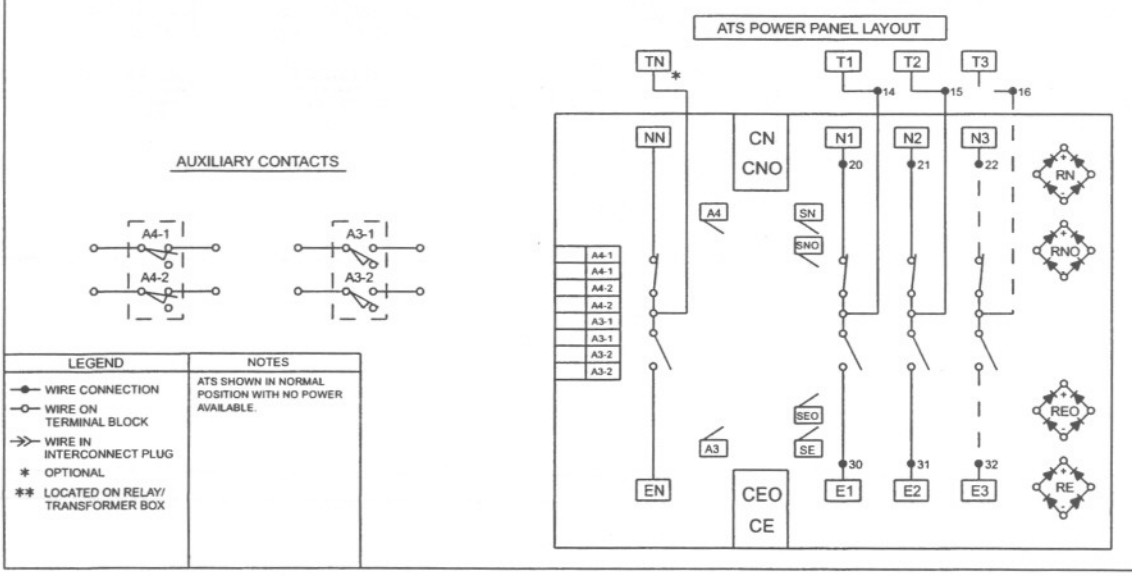 ATS POWER PANEL LAYOUT
TN
*
T1
T2
T3
14
15
16
NN
CN
CNO
N1
N2
N3
20
21
22
RN
AUXILIARY CONTACTS
A4
SN
SNO
RNO
A4-1
A3-1
A4-2
A3-2
A4-1
A4-1
A4-2
A4-2
A3-1
A3-1
A3-2
A3-2
LEGEND
WIRE CONNECTION
WIRE ON
TERMINAL BLOCK
WIRE IN
INTERCONNECT PLUG
* OPTIONAL
** LOCATED ON RELAY/
TRANSFORMER BOX
NOTES
ATS SHOWN IN NORMAL
POSITION WITH NO POWER
AVAILABLE.
SEO
REO
A3
SE
30
31
32
EN
CEO
CE
E1
E2
E3
RE